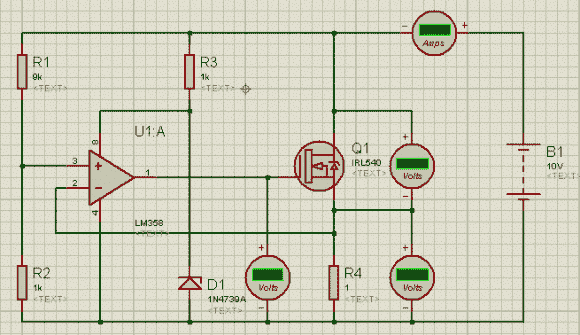 Amps
R1
9k
<TEXT>
R3
1k
<TEXT>
U1:A
8
3
2
1
4
LM358
Q1
IRL540
<TEXT>
Volts
B1
10V
<TEXT>
R2
1k
<TEXT>
D1
1N4739A
<TEXT>
Volts
R4
1
<TEXT>
Volts